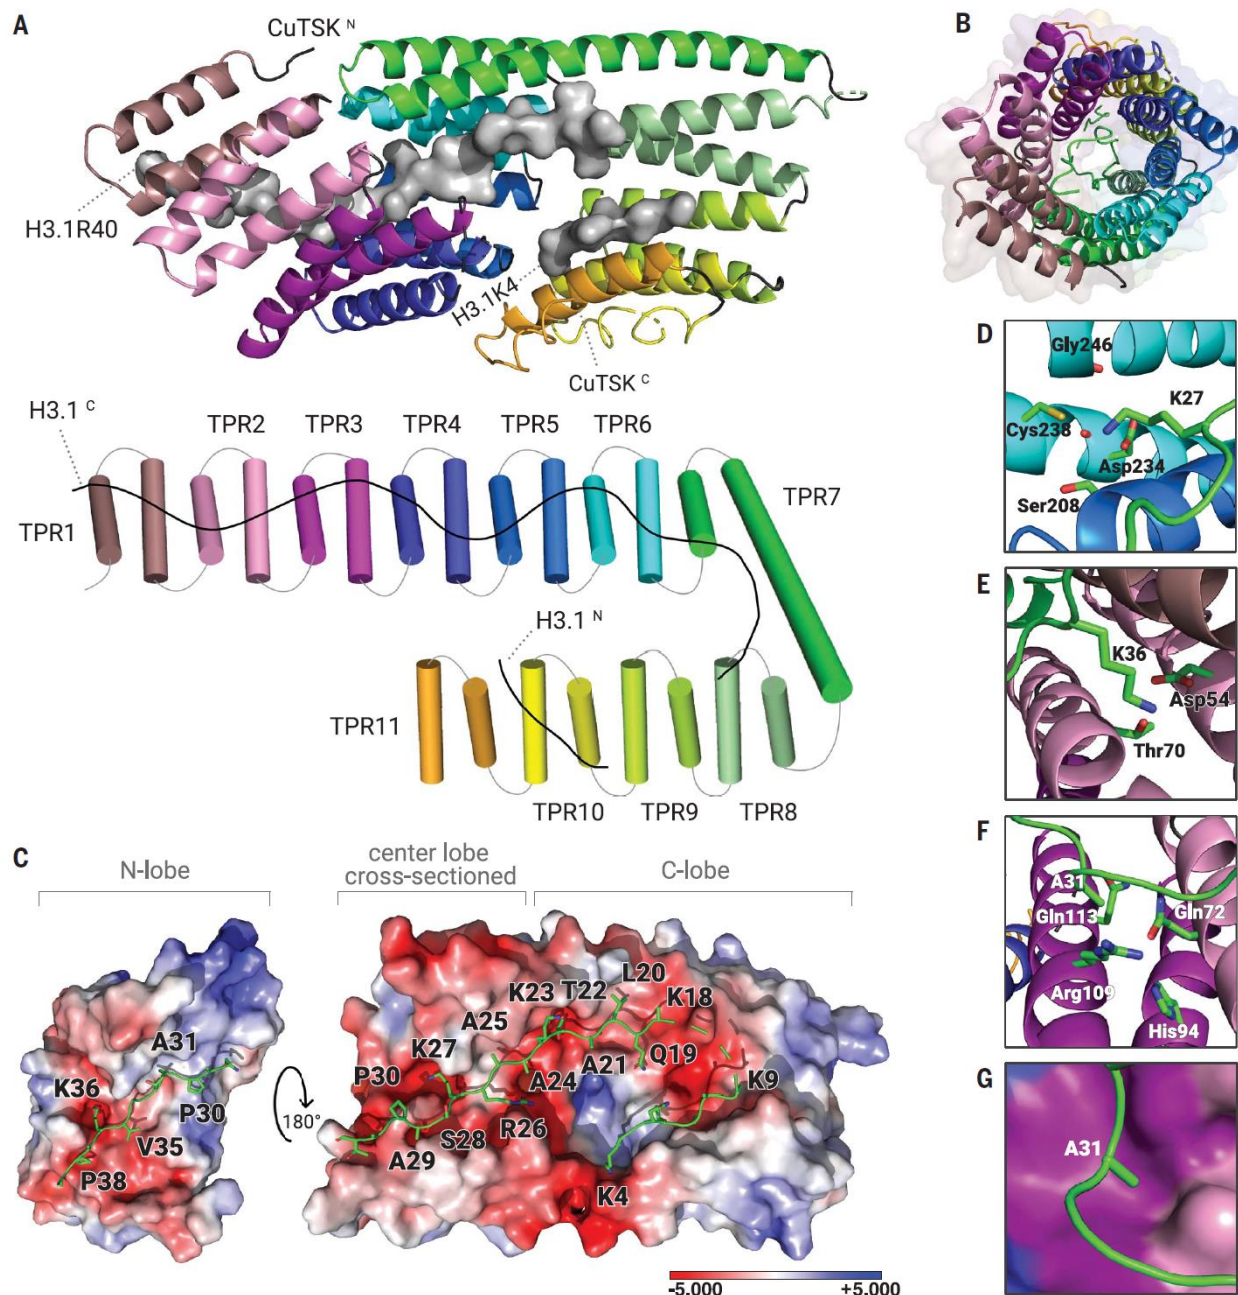 A
CuTSK N
H3.1R40
H3.1K4
CuTSK C
B
H3.1 C
TPR2
TPR3
TPR4
TPR5
TPR6
TPR1
TPR7
H3.1 N
TPR11
TPR10
TPR9
TPR8
C
N-lobe
center lobe
cross-sectioned
C-lobe
A31
K36
P30
V35
P38
180°
L20
K23
T22
K18
A25
K27
A21
Q19
P30
A24
K9
S28
R26
A29
K4
-5.000
+5.000
D
Gly246
K27
Cys238
Asp234
Ser208
E
K36
Asp54
Thr70
F
A31
Gln113
Gln72
Arg109
His94
G
A31